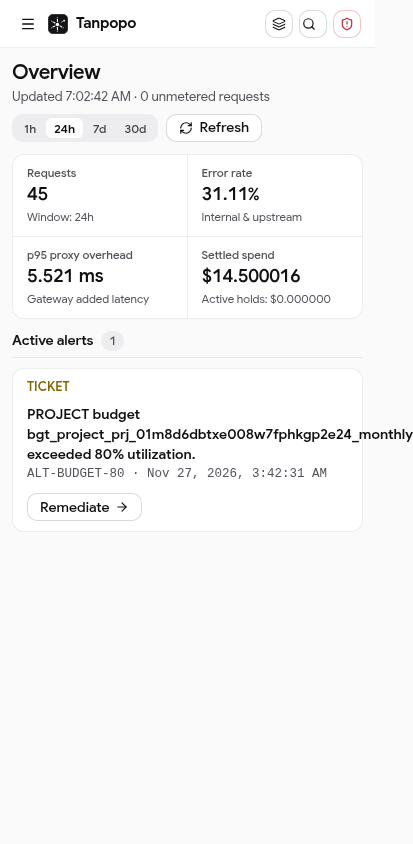 Tanpopo
Overview
Updated 7:02:42 AM · 0 unmetered requests
1h 24h 7d 30d Refresh
Requests
45
Window: 24h
Error rate
31.11%
Internal & upstream
p95 proxy overhead
5.521 ms
Gateway added latency
Settled spend
$14.500016
Active holds: $0.000000
Active alerts 1
TICKET
PROJECT budget
bgt_project_prj_01m8d6dbtxe008w7fphkgp2e24_monthly
exceeded 80% utilization.
ALT-BUDGET-80 · Nov 27, 2026, 3:42:31 AM
Remediate